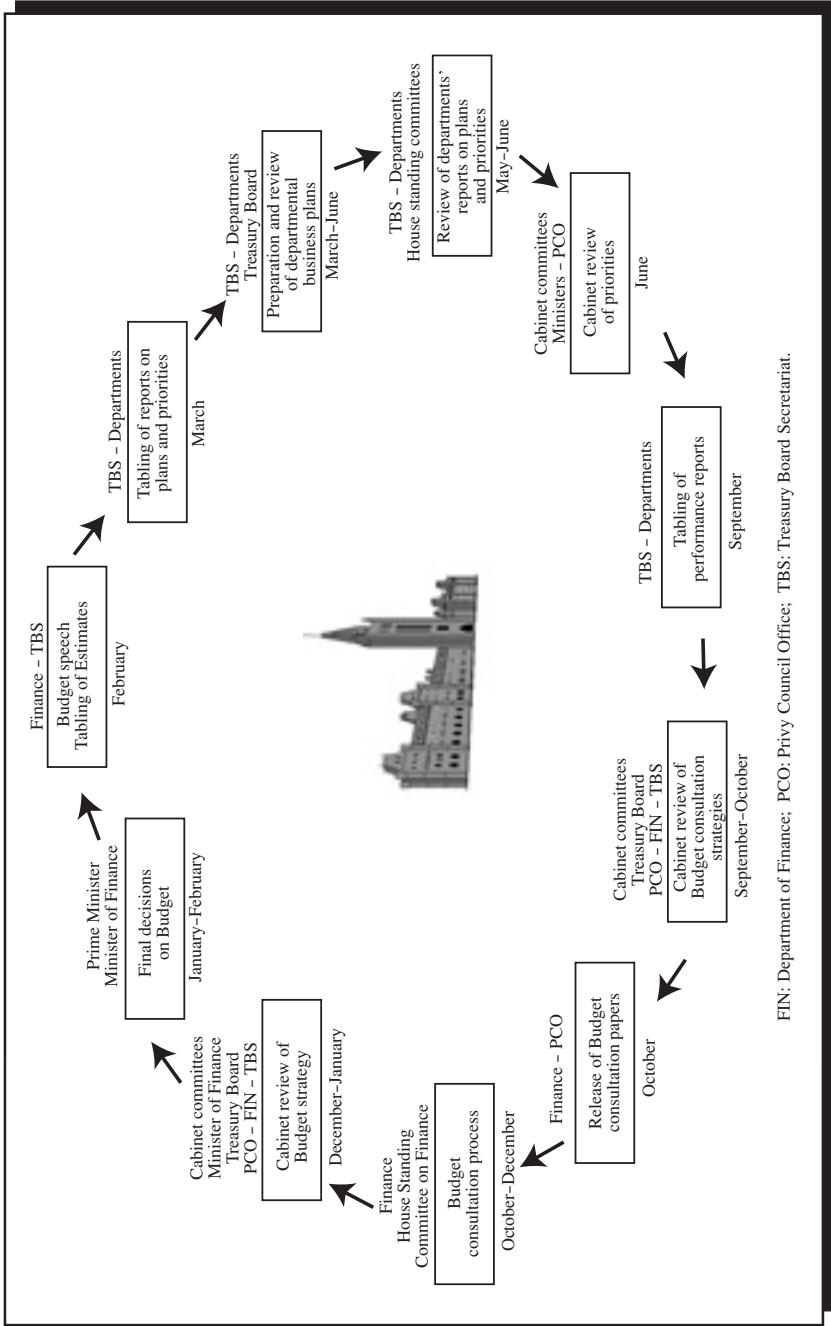 Finance – TBS
Budget speech
Tabling of Estimates
February
TBS – Departments
Tabling of reports on
plans and priorities
March
TBS – Departments
Treasury Board
Preparation and review
of departmental
business plans
March–June
TBS – Departments
House standing committees
Review of departments’
reports on plans
and priorities
May–June
Cabinet committees
Ministers – PCO
Cabinet review
of priorities
June
TBS – Departments
Tabling of
performance reports
September
Cabinet committees
Treasury Board
PCO – FIN – TBS
Cabinet review of
Budget consultation
strategies
September–October
Finance – PCO
Release of Budget
consultation papers
October
Finance
House Standing
Committee on Finance
Budget
consultation process
October–December
Cabinet committees
Minister of Finance
Treasury Board
PCO – FIN – TBS
Cabinet review of
Budget strategy
December–January
Prime Minister
Minister of Finance
Final decisions
on Budget
January–February
FIN: Department of Finance; PCO: Privy Council Office; TBS: Treasury Board Secretariat.